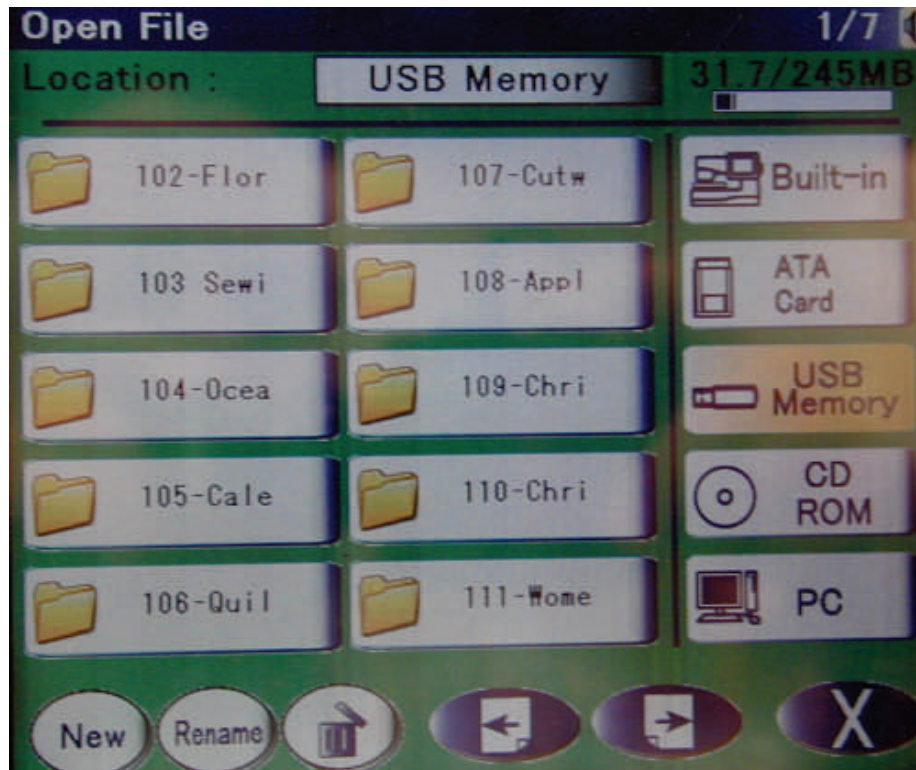 Open File 1/7
Location : USB Memory 31.7/245MB
102-Flor 107-Cutw Built-in
103 Sewi 108-Appl ATA
Card
104-Ocea 109-Chri USB
Memory
105-Cale 110-Chri CD
ROM
106-Quil 111-Wome PC
New Rename X